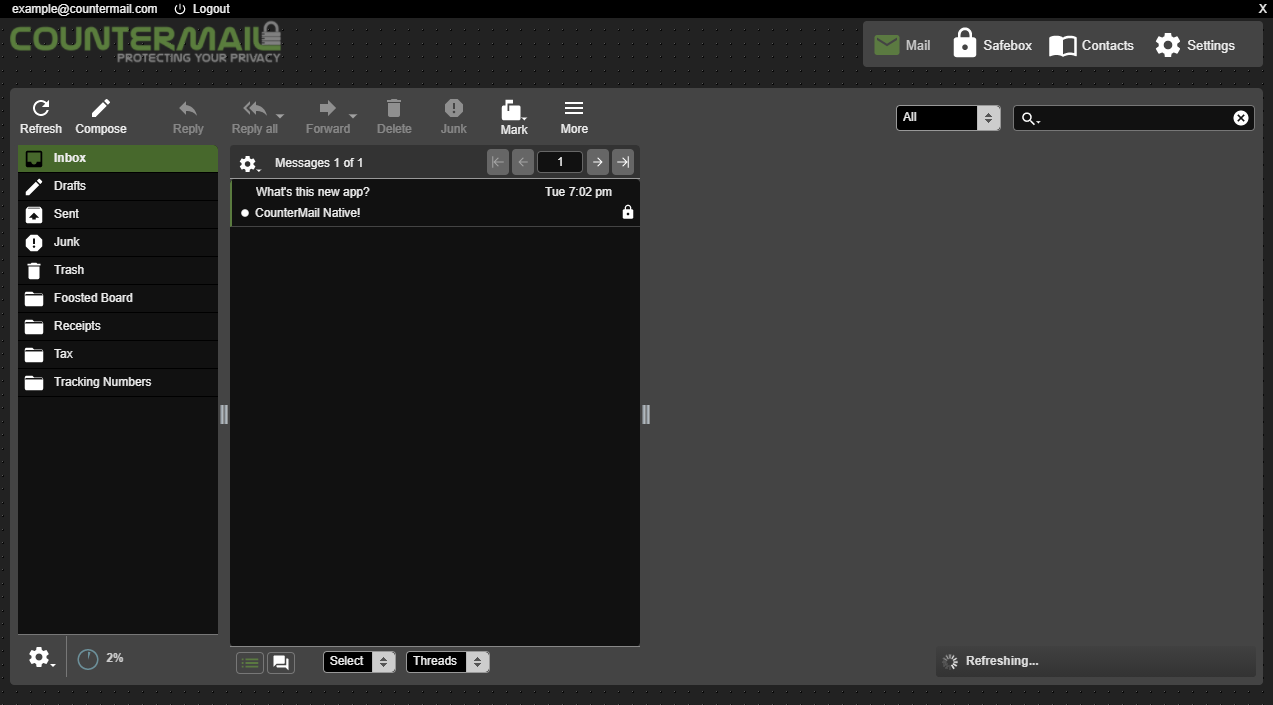 example@countermail.com Logout X
COUNTERMAIL
PROTECTING YOUR PRIVACY
Mail Safebox Contacts Settings
Refresh Compose Reply Reply all Forward Delete Junk Mark More
All
Inbox
Drafts
Sent
Junk
Trash
Foosted Board
Receipts
Tax
Tracking Numbers
Messages 1 of 1
1
What's this new app? Tue 7:02 pm
CounterMail Native!
2%
Select Threads
Refreshing...